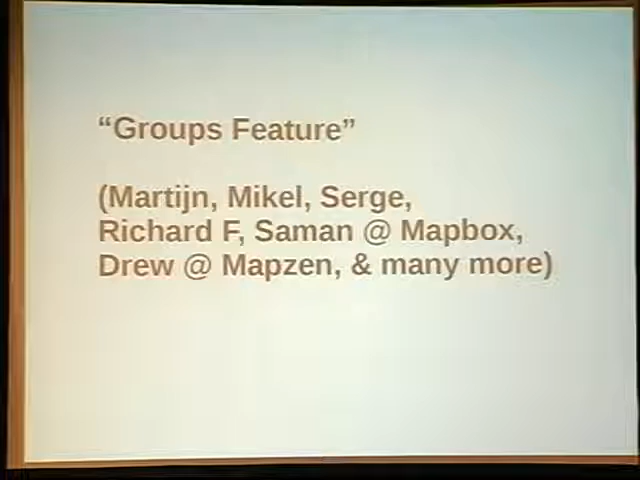 “Groups Feature”
(Martijn, Mikel, Serge,
Richard F, Saman @ Mapbox,
Drew @ Mapzen, & many more)